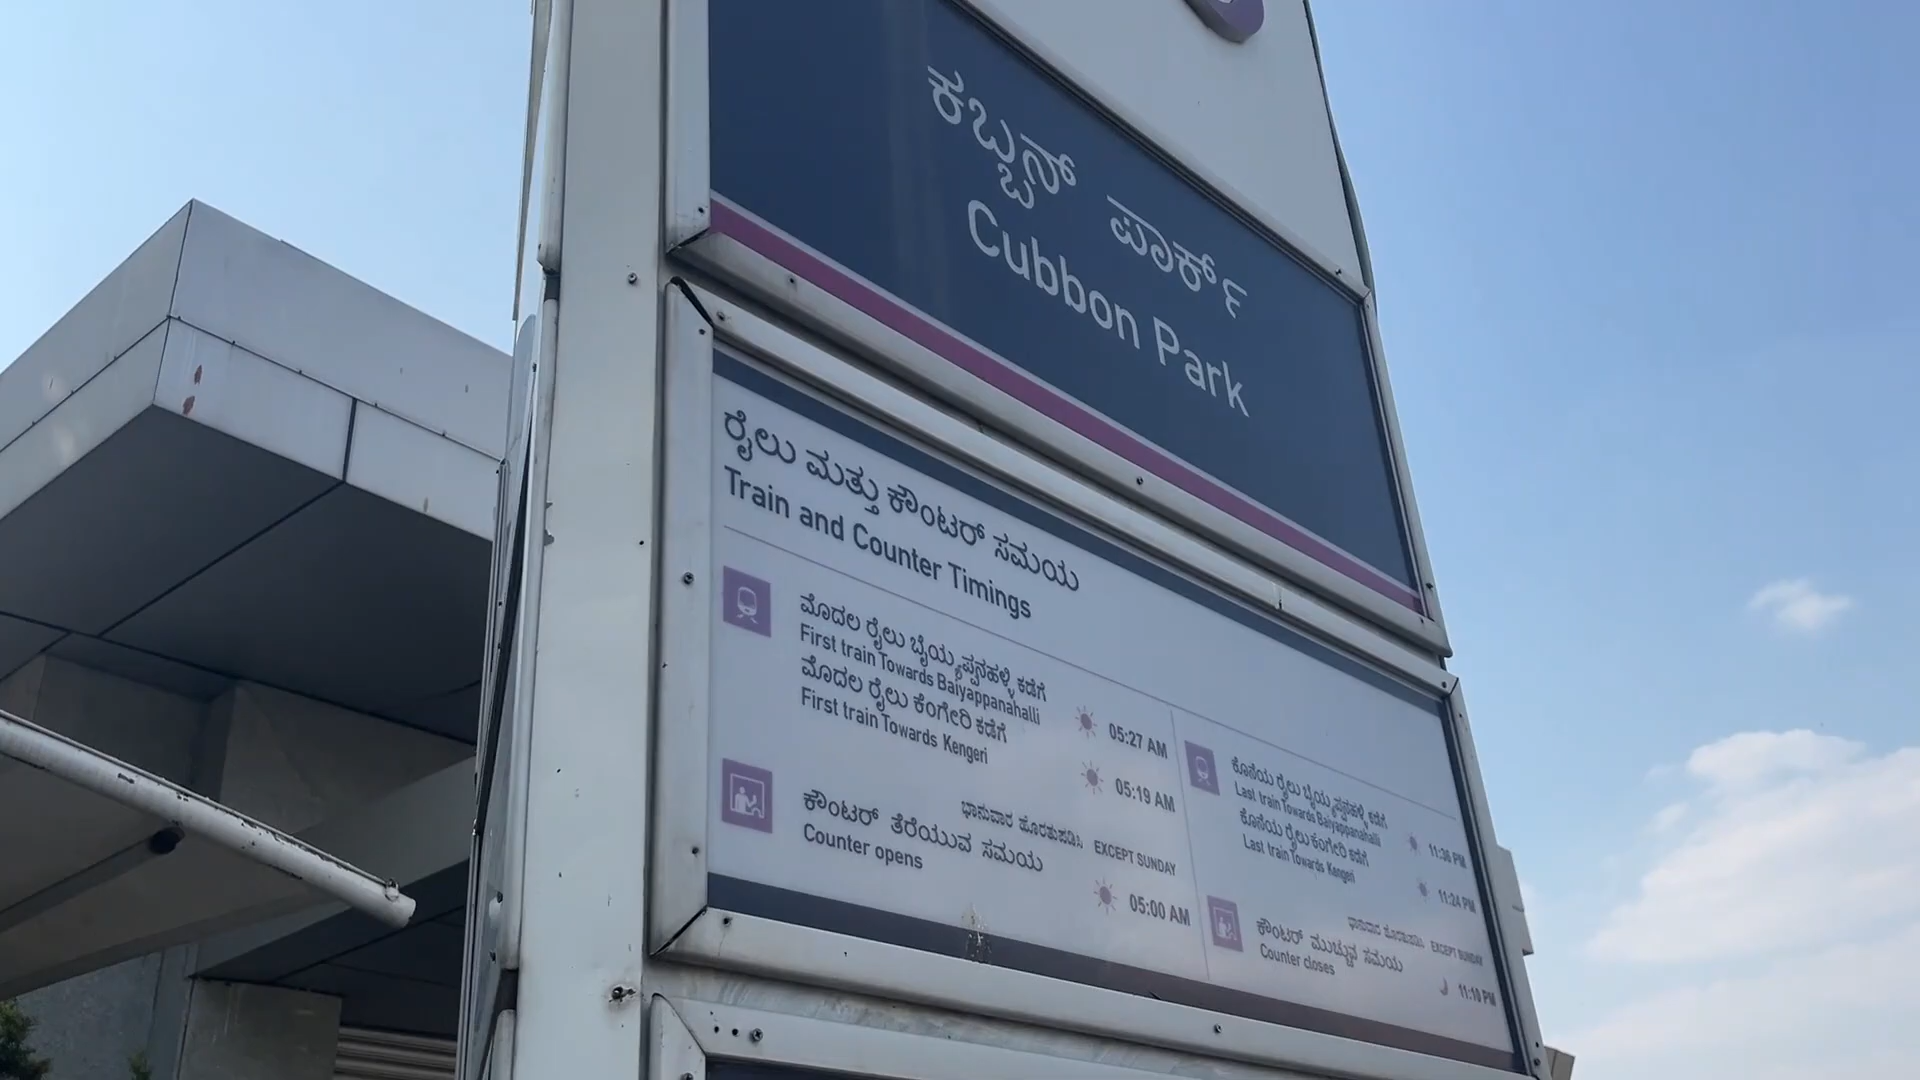 ಕಬ್ಬನ್ ಪಾರ್ಕ್
Cubbon Park
ರೈಲು ಮತ್ತು ಕೌಂಟರ್ ಸಮಯ
Train and Counter Timings
ಮೊದಲ ರೈಲು ಬೈಯ್ಯಪ್ಪನಹಳ್ಳಿ ಕಡೆಗೆ
First train Towards Baiyappanahalli
05:27 AM
ಮೊದಲ ರೈಲು ಕೆಂಗೇರಿ ಕಡೆಗೆ
First train Towards Kengeri
05:19 AM
ಭಾನುವಾರ ಹೊರತುಪಡಿಸಿ EXCEPT SUNDAY
ಕೌಂಟರ್ ತೆರೆಯುವ ಸಮಯ
Counter opens
05:00 AM
ಕೊನೆಯ ರೈಲು ಬೈಯ್ಯಪ್ಪನಹಳ್ಳಿ ಕಡೆಗೆ
Last train Towards Baiyappanahalli
11:36 PM
ಕೊನೆಯ ರೈಲು ಕೆಂಗೇರಿ ಕಡೆಗೆ
Last train Towards Kengeri
11:24 PM
ಭಾನುವಾರ ಹೊರತುಪಡಿಸಿ EXCEPT SUNDAY
ಕೌಂಟರ್ ಮುಚ್ಚುವ ಸಮಯ
Counter closes
11:10 PM